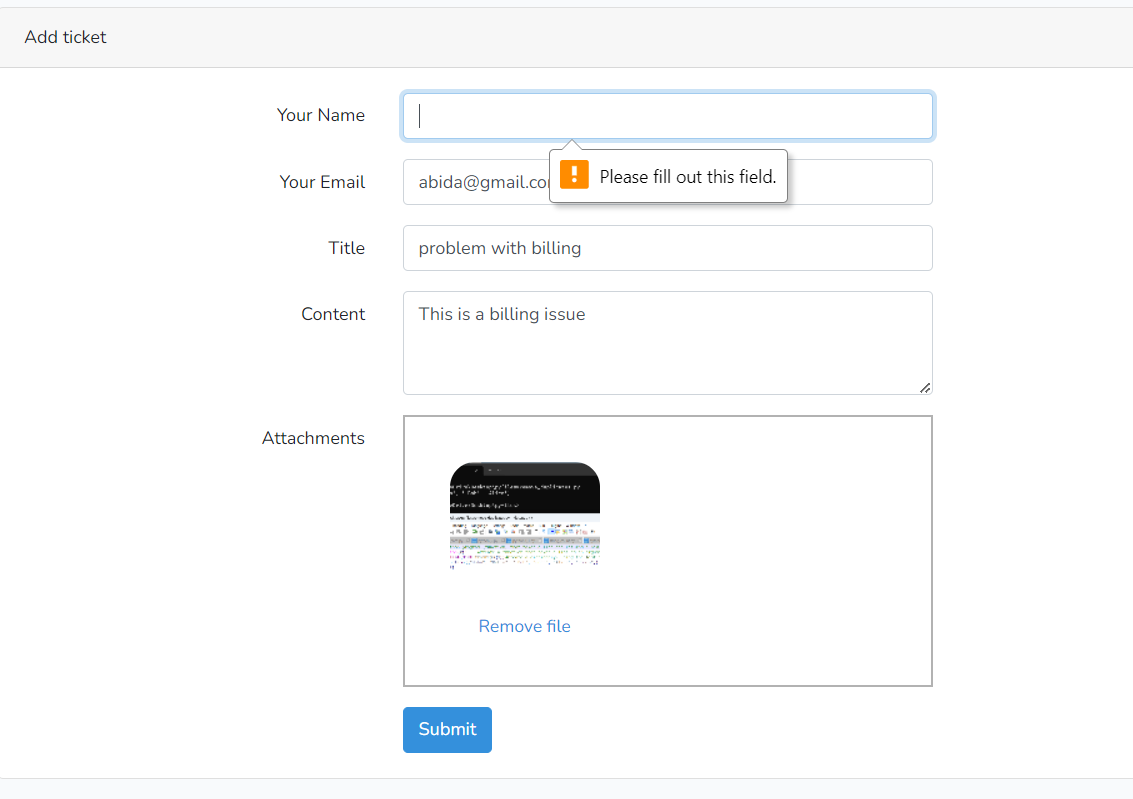 Add ticket
Your Name
Please fill out this field.
Your Email
abida@gmail.co
Title
problem with billing
Content
This is a billing issue
Attachments
Remove file
Submit